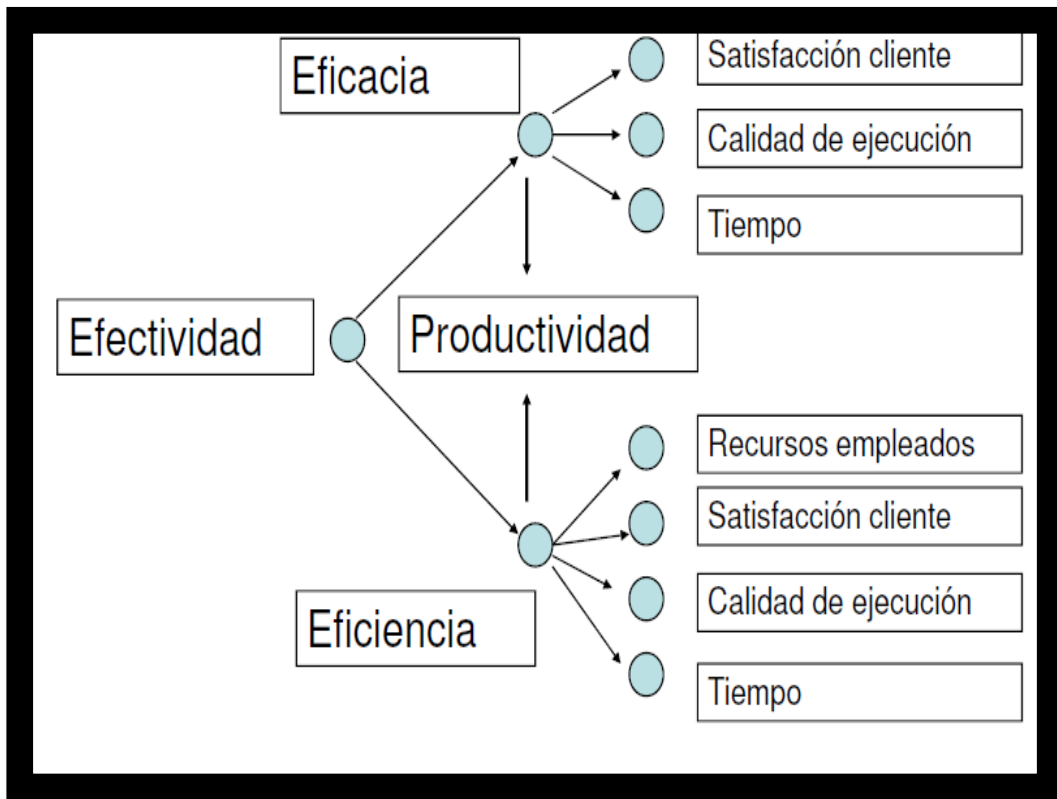 Eficacia
Satisfacción cliente
Calidad de ejecución
Tiempo
Efectividad
Productividad
Recursos empleados
Satisfacción cliente
Calidad de ejecución
Eficiencia
Tiempo